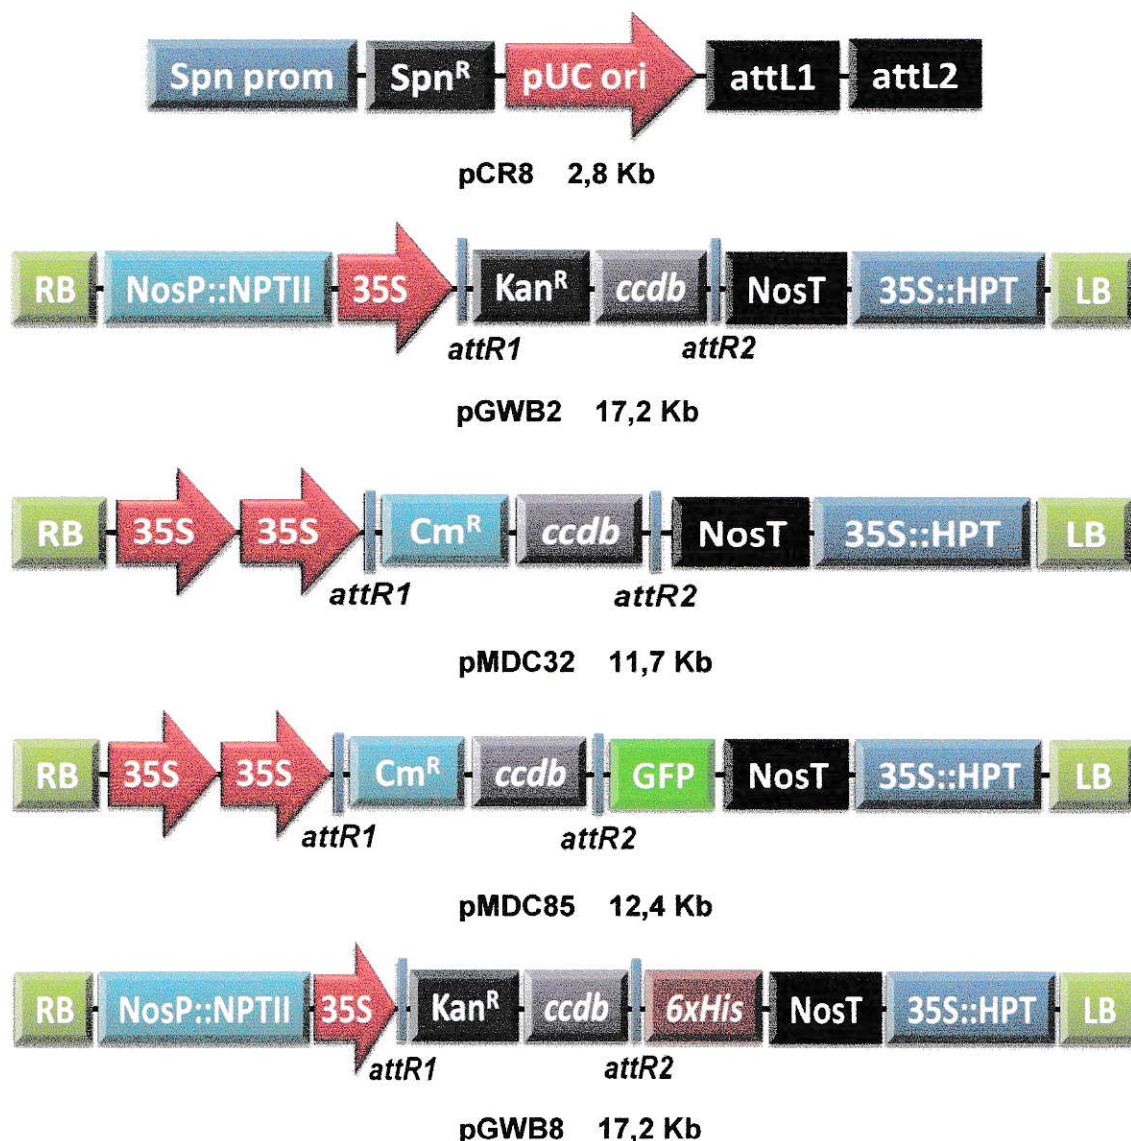 Spn prom Spnᴿ pUC ori attL1 attL2
pCR8 2,8 Kb
RB NosP::NPTII 35S Kanᴿ ccdb NosT 35S::HPT LB
attR1 attR2
pGWB2 17,2 Kb
RB 35S 35S Cmᴿ ccdb NosT 35S::HPT LB
attR1 attR2
pMDC32 11,7 Kb
RB 35S 35S Cmᴿ ccdb GFP NosT 35S::HPT LB
attR1 attR2
pMDC85 12,4 Kb
RB NosP::NPTII 35S Kanᴿ ccdb 6xHis NosT 35S::HPT LB
attR1 attR2
pGWB8 17,2 Kb